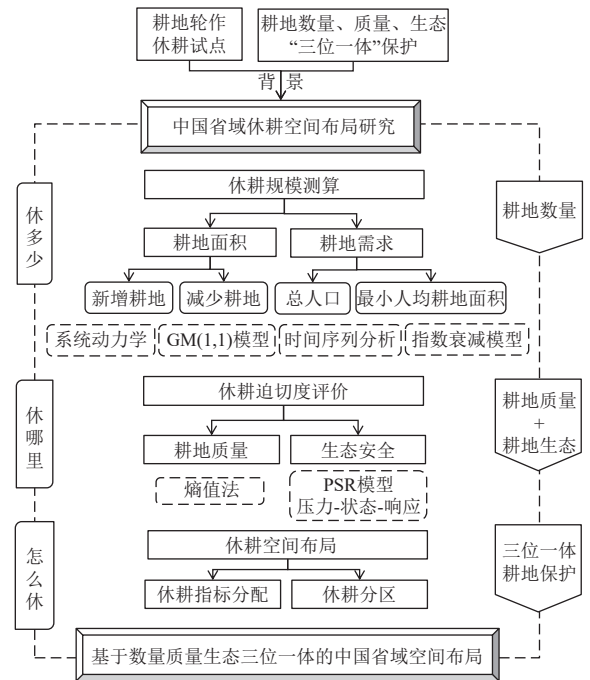 耕地轮作
休耕试点
耕地数量、质量、生态
“三位一体”保护
背 景
中国省域休耕空间布局研究
休多少
休耕规模测算
耕地数量
耕地面积
耕地需求
新增耕地
减少耕地
总人口
最小人均耕地面积
系统动力学
GM(1,1)模型
时间序列分析
指数衰减模型
休哪里
休耕迫切度评价
耕地质量
+
耕地生态
耕地质量
生态安全
熵值法
PSR模型
压力-状态-响应
怎么休
休耕空间布局
三位一体
耕地保护
休耕指标分配
休耕分区
基于数量质量生态三位一体的中国省域空间布局